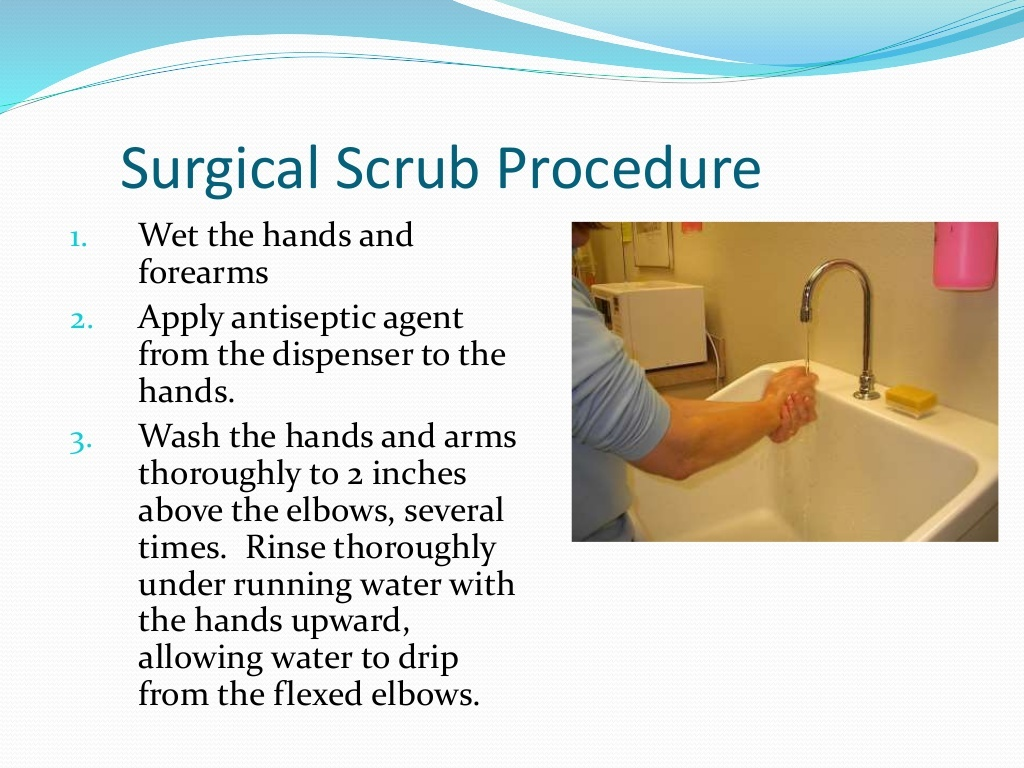 Surgical Scrub Procedure
1. Wet the hands and
forearms
2. Apply antiseptic agent
from the dispenser to the
hands.
3. Wash the hands and arms
thoroughly to 2 inches
above the elbows, several
times.  Rinse thoroughly
under running water with
the hands upward,
allowing water to drip
from the flexed elbows.